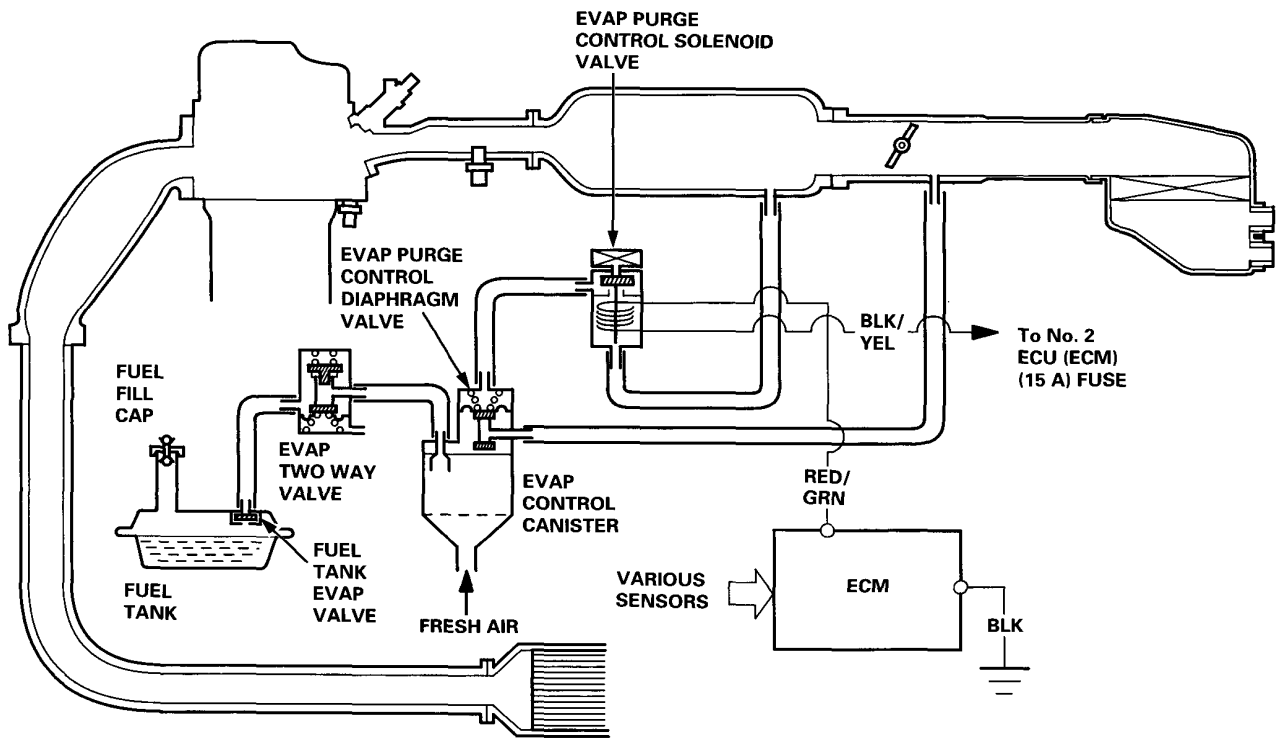 EVAP PURGE
CONTROL SOLENOID
VALVE
EVAP PURGE
CONTROL
DIAPHRAGM
VALVE
BLK/
YEL
To No. 2
ECU (ECM)
(15 A) FUSE
FUEL
FILL
CAP
EVAP
TWO WAY
VALVE
EVAP
CONTROL
CANISTER
RED/
GRN
FUEL
TANK
FUEL
TANK
EVAP
VALVE
FRESH AIR
VARIOUS
SENSORS
ECM
BLK